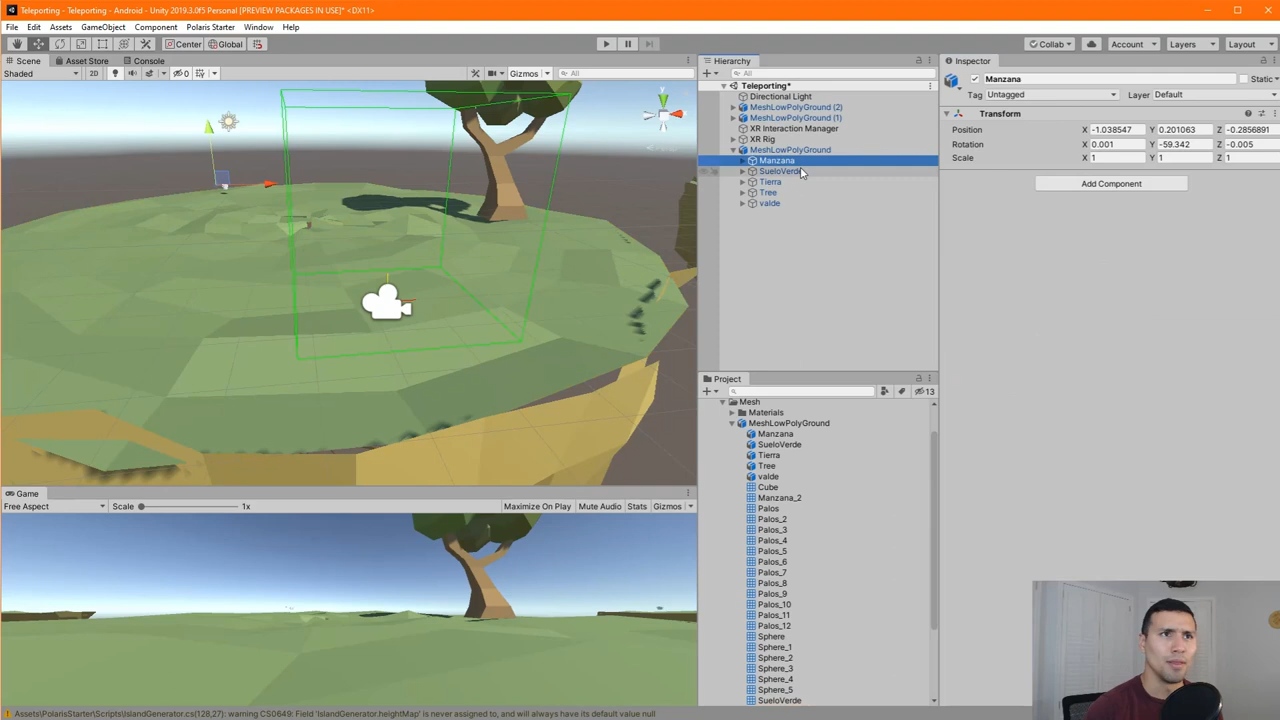 Teleporting - Teleporting - Android - Unity 2019.3.0f5 Personal [PREVIEW PACKAGES IN USE]* <DX11>
File Edit Assets GameObject Component Polaris Starter Window Help
Center Global Collab Account Layers Layout
Scene Asset Store Console
Shaded 2D 0 Gizmos All
Hierarchy
All
Teleporting*
Directional Light
MeshLowPolyGround (2)
MeshLowPolyGround (1)
XR Interaction Manager
XR Rig
MeshLowPolyGround
Manzana
SueloVerde
Tierra
Tree
valde
Inspector
Manzana Static
Tag Untagged Layer Default
Transform
Position X -1.038547 Y 0.201063 Z -0.2856891
Rotation X 0.001 Y -59.342 Z -0.005
Scale X 1 Y 1 Z 1
Add Component
Project
13
Mesh
Materials
MeshLowPolyGround
Manzana
SueloVerde
Tierra
Tree
valde
Cube
Manzana_2
Palos
Palos_2
Palos_3
Palos_4
Palos_5
Palos_6
Palos_7
Palos_8
Palos_9
Palos_10
Palos_11
Palos_12
Sphere
Sphere_1
Sphere_2
Sphere_3
Sphere_4
Sphere_5
SueloVerde
Game
Free Aspect Scale 1x Maximize On Play Mute Audio Stats Gizmos
Assets\PolarisStarter\Scripts\IslandGenerator.cs(128,27): warning CS0649: Field 'IslandGenerator.heightMap' is never assigned to, and will always have its default value null